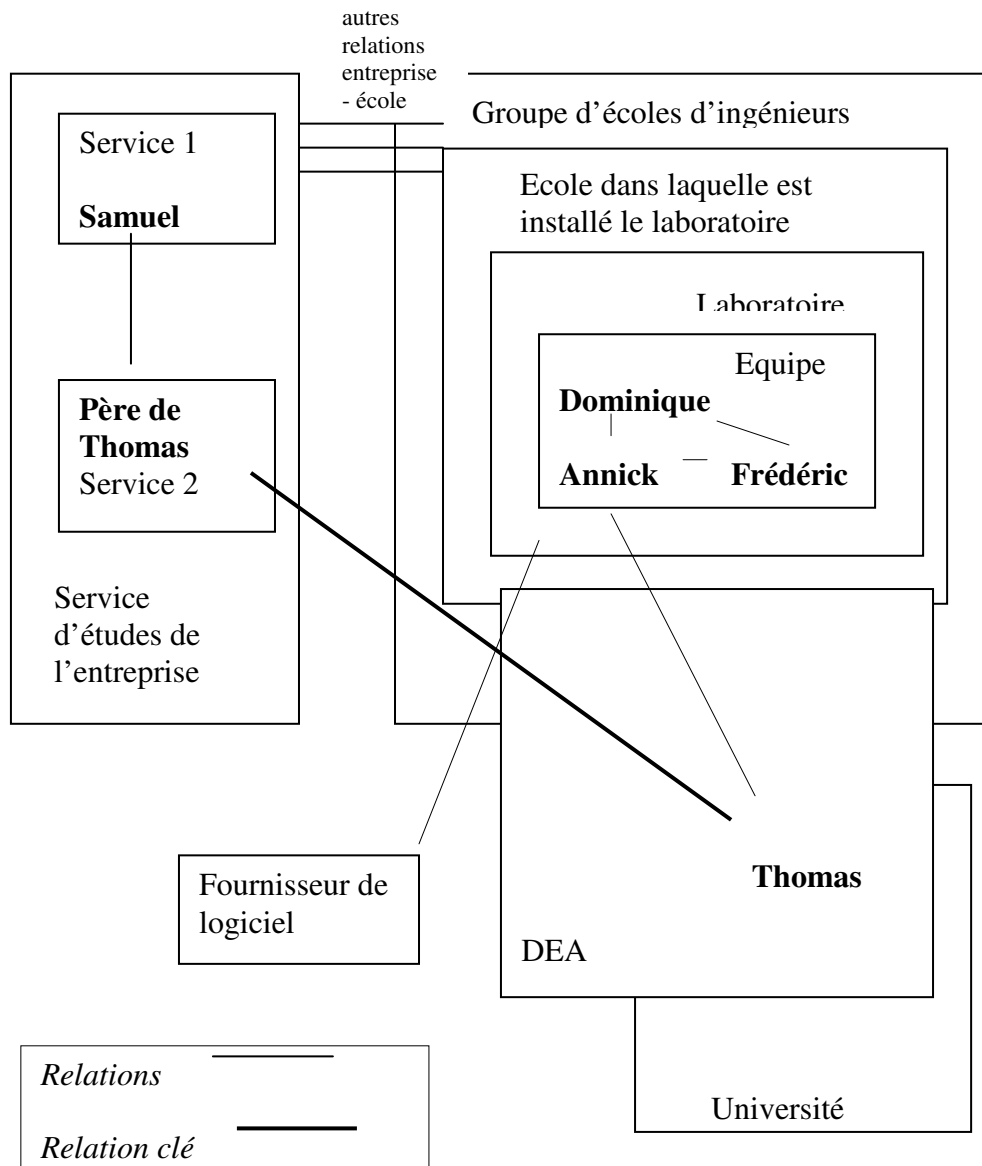 autres
relations
entreprise
- école
Groupe d'écoles d'ingénieurs
Service 1
Samuel
Ecole dans laquelle est
installé le laboratoire
Laboratoire
Equipe
Dominique
Annick
Frédéric
Père de
Thomas
Service 2
Service
d'études de
l'entreprise
Thomas
Fournisseur de
logiciel
DEA
Université
Relations
Relation clé